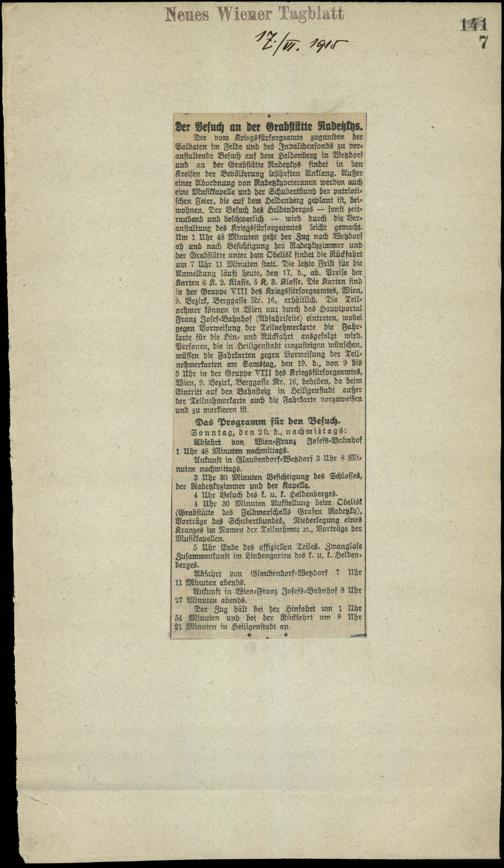 Neues Wiener Tagblatt
141
7
17./VI. 1915
Der Besuch an der Grabstätte Radetzkys.
Der vom Kriegsfürsorgeamte zugunsten der
Soldaten im Felde und des Invalidenfonds zu ver-
anstaltende Besuch auf dem Heldenberg in Wetzdorf
und an der Grabstätte Radetzkys findet in den
Kreisen der Bevölkerung lebhaften Anklang. Außer
einer Abordnung von Radetzkyveteranen werden auch
eine Musikkapelle und der Schubertbund der patrioti-
schen Feier, die auf dem Heldenberg geplant ist, bei-
wohnen. Der Besuch des Heldenberges — sonst zeit-
raubend und beschwerlich — wird durch die Ver-
anstaltung des Kriegsfürsorgeamtes leicht gemacht.
Um 1 Uhr 48 Minuten geht der Zug nach Wetzdorf
ab und nach Besichtigung der Radetzkyzimmer und
der Grabstätte unter dem Obelisk findet die Rückfahrt
um 7 Uhr 11 Minuten statt. Die letzte Frist für die
Anmeldung läuft heute, den 17. d., ab. Preise der
Karten 6 K. 2. Klasse, 5 K. 3. Klasse. Die Karten sind
in der Gruppe VIII des Kriegsfürsorgeamtes, Wien,
9. Bezirk, Berggasse Nr. 16, erhältlich. Die Teil-
nehmer können in Wien nur durch das Hauptportal
Franz Josef-Bahnhof (Abfahrtseite) eintreten, wobei
gegen Vorweisung der Teilnehmerkarte die Fahr-
karte für die Hin- und Rückfahrt ausgefolgt wird.
Personen, die in Heiligenstadt einzusteigen wünschen,
müssen die Fahrkarten gegen Vorweisung der Teil-
nehmerkarten am Samstag, den 19. d., von 9 bis
5 Uhr in der Gruppe VIII des Kriegsfürsorgeamtes,
Wien, 9. Bezirk, Berggasse Nr. 16, beheben, da beim
Eintritt auf den Bahnsteig in Heiligenstadt außer
der Teilnehmerkarte auch die Fahrkarte vorzuweisen
und zu markieren ist.
Das Programm für den Besuch.
Sonntag, den 20. d., nachmittags:
Abfahrt von Wien-Franz Josefs-Bahnhof
1 Uhr 48 Minuten nachmittags.
Ankunft in Glaubendorf-Wetzdorf 3 Uhr 8 Mi-
nuten nachmittags.
3 Uhr 30 Minuten Besichtigung des Schlosses,
der Radetzkyzimmer und der Kapelle.
4 Uhr Besuch des k. u. k. Heldenberges.
4 Uhr 30 Minuten Aufstellung beim Obelisk
(Grabstätte des Feldmarschalls Grafen Radetzky),
Vorträge des Schubertbundes, Niederlegung eines
Kranzes im Namen der Teilnehmer ec., Vorträge der
Musikkapellen.
5 Uhr Ende des offiziellen Teiles. Zwanglose
Zusammenkunft im Lindengarten des k. u. k. Helden-
berges.
Abfahrt von Glaubendorf-Wetzdorf 7 Uhr
11 Minuten abends.
Ankunft in Wien-Franz Josefs-Bahnhof 8 Uhr
27 Minuten abends.
Der Zug hält bei der Hinfahrt um 1 Uhr
54 Minuten und bei der Rückfahrt um 8 Uhr
21 Minuten in Heiligenstadt an.